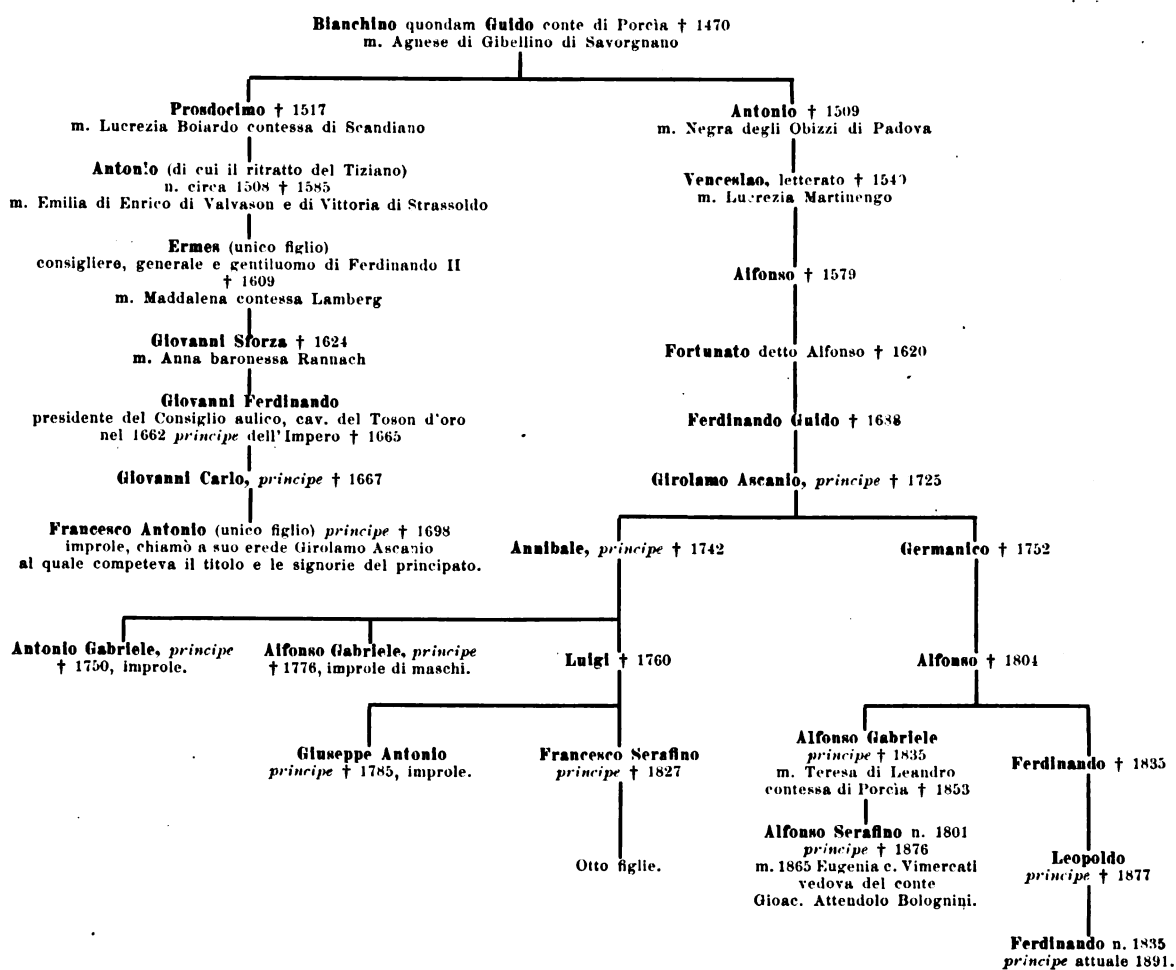 Bianchino quondam Guido conte di Porcia † 1470
m. Agnese di Gibellino di Savorgnano
Prosdocimo † 1517
m. Lucrezia Boiardo contessa di Scandiano
Antonio (di cui il ritratto del Tiziano)
n. circa 1508 † 1585
m. Emilia di Enrico di Valvason e di Vittoria di Strassoldo
Ermes (unico figlio)
consigliere, generale e gentiluomo di Ferdinando II
† 1609
m. Maddalena contessa Lamberg
Giovanni Sforza † 1624
m. Anna baronessa Rannach
Giovanni Ferdinando
presidente del Consiglio aulico, cav. del Toson d'oro
nel 1662 principe dell'Impero † 1665
Giovanni Carlo, principe † 1667
Francesco Antonio (unico figlio) principe † 1698
improle, chiamò a suo erede Girolamo Ascanio
al quale competeva il titolo e le signorie del principato.
Antonio † 1509
m. Negra degli Obizzi di Padova
Venceslao, letterato †
m. Lucrezia Martinengo
Alfonso † 1579
Fortunato detto Alfonso † 1620
Ferdinando Guido † 1688
Girolamo Ascanio, principe † 1725
Annibale, principe † 1742
Germanico † 1752
Antonio Gabriele, principe
† 1750, improle.
Alfonso Gabriele, principe
† 1776, improle di maschi.
Luigi † 1760
Alfonso † 1804
Giuseppe Antonio
principe † 1785, improle.
Francesco Serafino
principe † 1827
Otto figlie.
Alfonso Gabriele
principe † 1835
m. Teresa di Leandro
contessa di Porcia † 1853
Alfonso Serafino n. 1801
principe † 1876
m. 1865 Eugenia c. Vimercati
vedova del conte
Gioac. Attendolo Bolognini.
Ferdinando † 1835
Leopoldo
principe † 1877
Ferdinando n. 1835
principe attuale 1891.